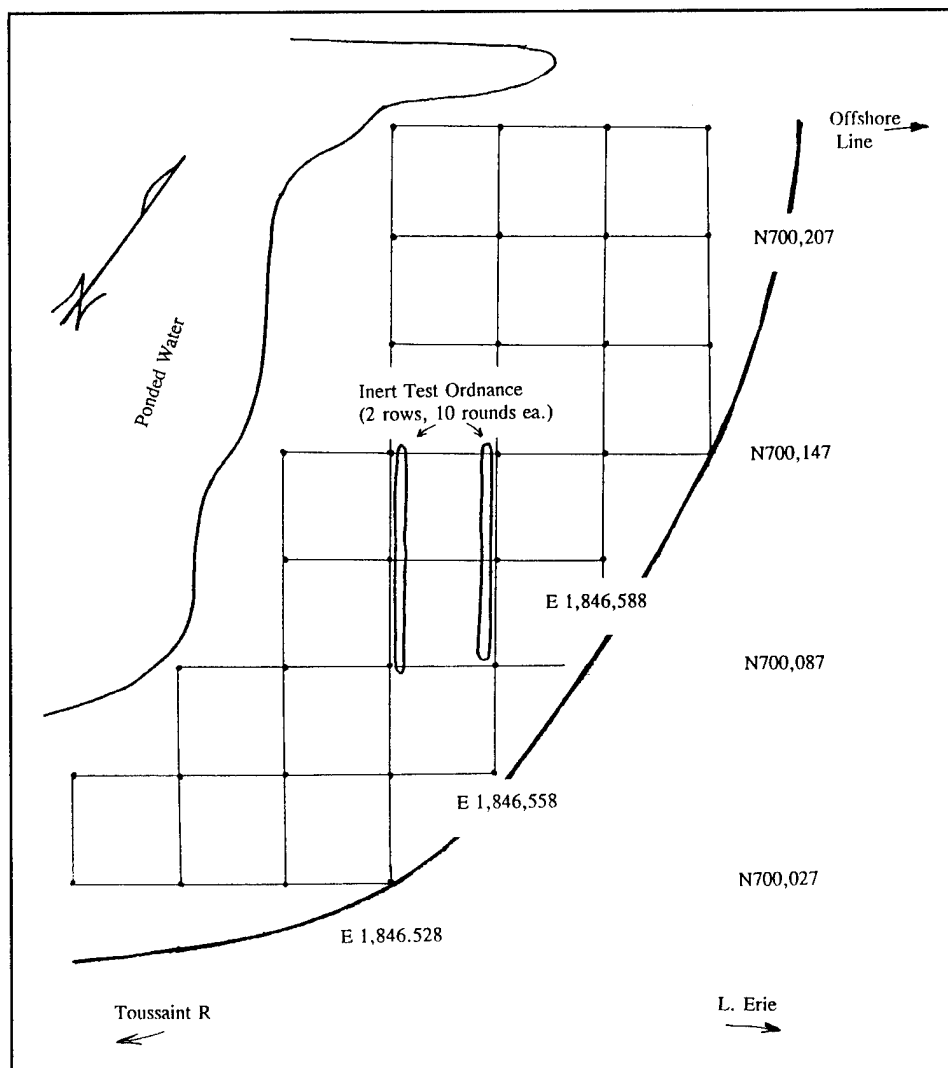 Offshore
Line
N700,207
Ponded Water
Inert Test Ordnance
(2 rows, 10 rounds ea.)
N700,147
E 1,846,588
N700,087
E 1,846,558
N700,027
E 1,846.528
Toussaint R
L. Erie